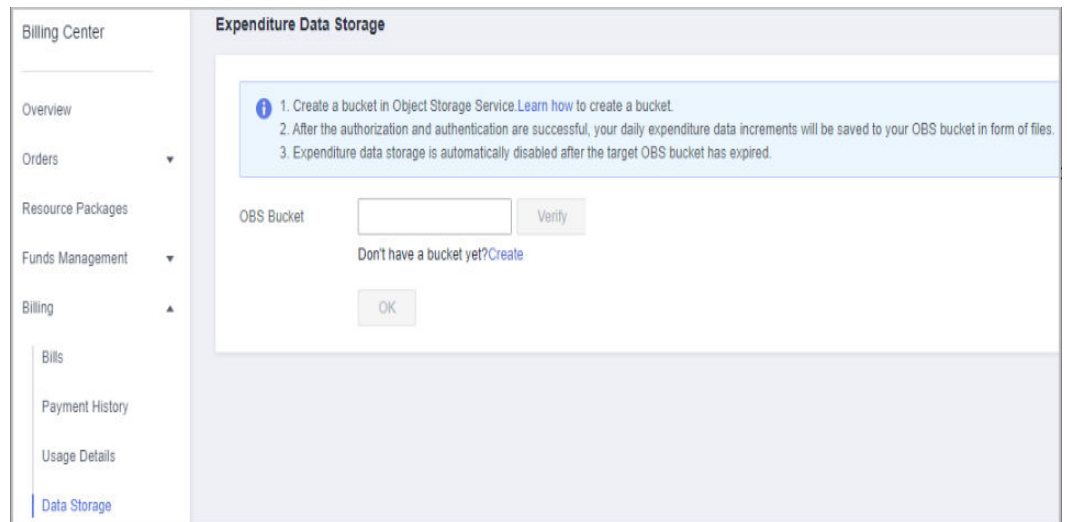 Billing Center
Overview
Orders
Resource Packages
Funds Management
Billing
Bills
Payment History
Usage Details
Data Storage
Expenditure Data Storage
1. Create a bucket in Object Storage Service.Learn how to create a bucket.
2. After the authorization and authentication are successful, your daily expenditure data increments will be saved to your OBS bucket in form of files.
3. Expenditure data storage is automatically disabled after the target OBS bucket has expired.
OBS Bucket
Verify
Don't have a bucket yet?Create
OK